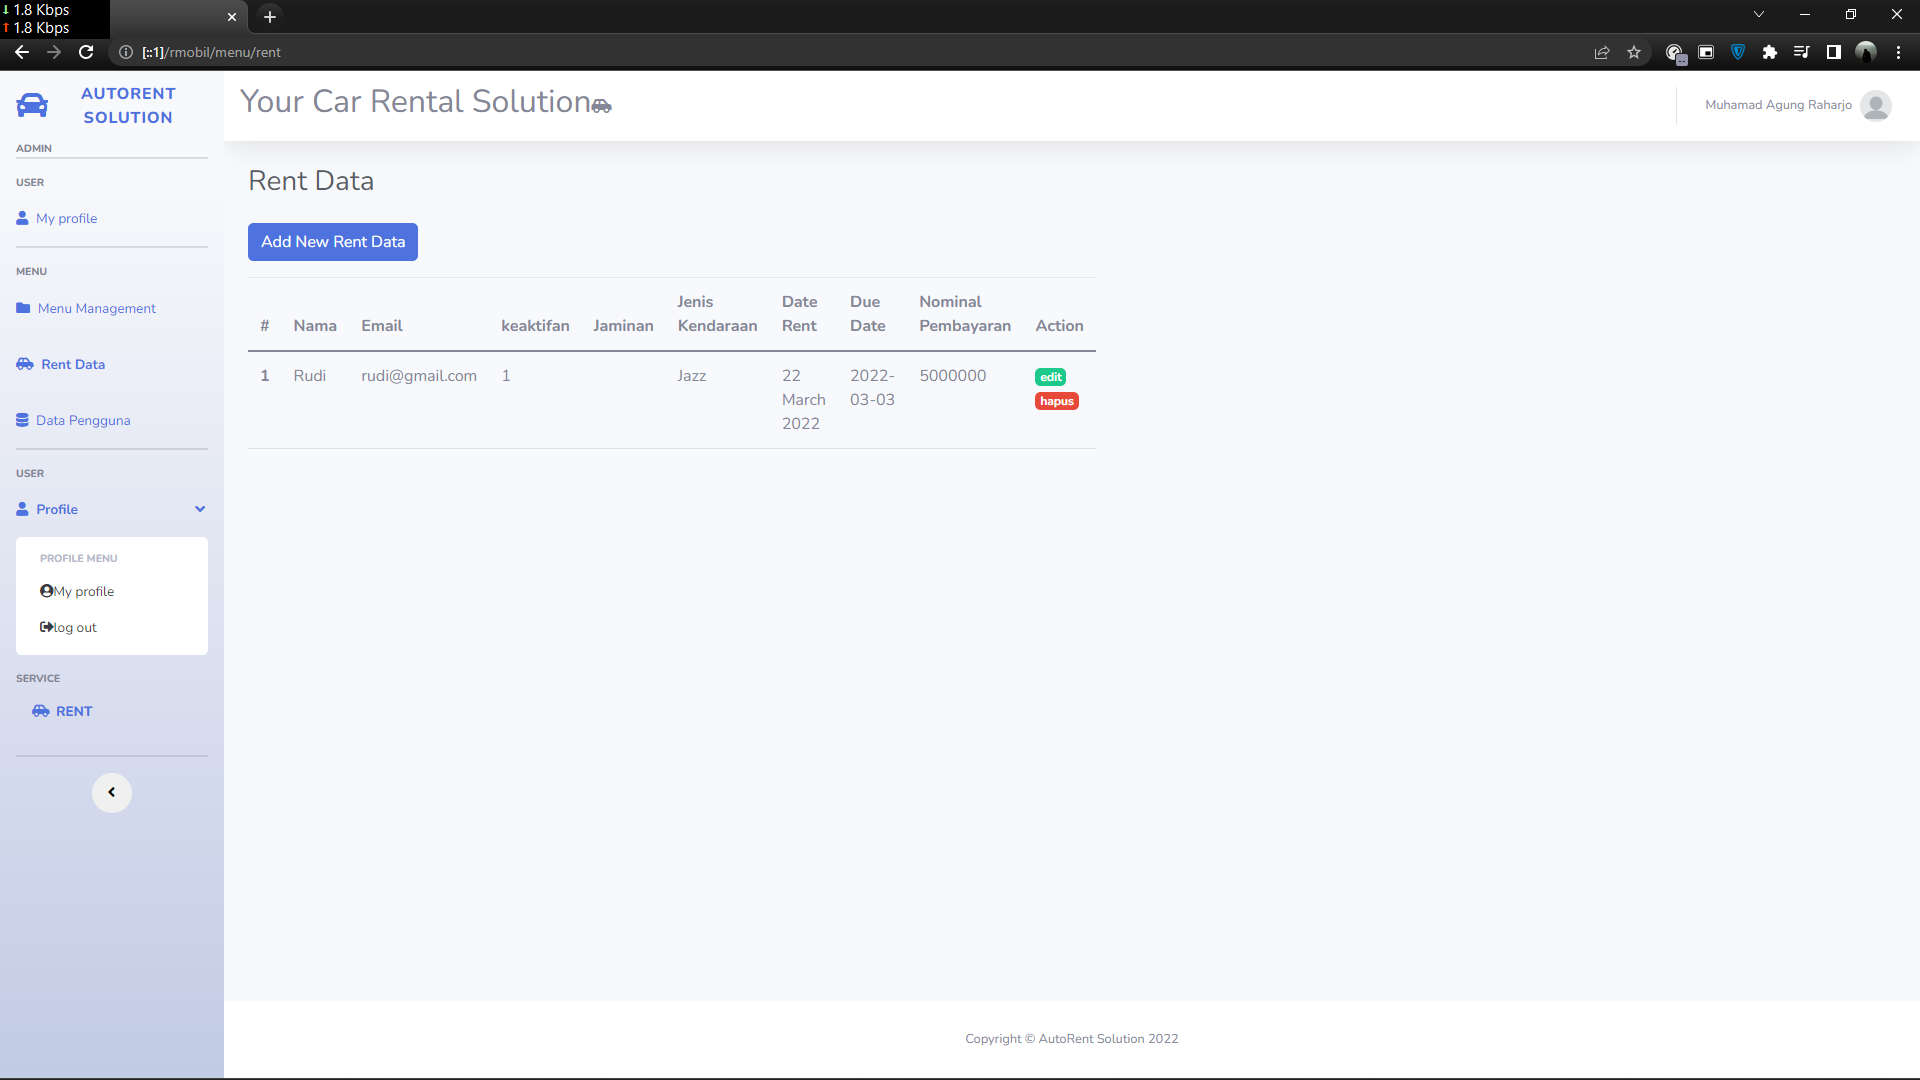 ↓ 1.8 Kbps
↑ 1.8 Kbps
[::1]/rmobil/menu/rent
AUTORENT
SOLUTION
ADMIN
USER
My profile
MENU
Menu Management
Rent Data
Data Pengguna
USER
Profile
PROFILE MENU
My profile
log out
SERVICE
RENT
Your Car Rental Solution
Muhamad Agung Raharjo
Rent Data
Add New Rent Data
Jenis Date Due Nominal
# Nama Email keaktifan Jaminan Kendaraan Rent Date Pembayaran Action
1 Rudi rudi@gmail.com 1 Jazz 22 2022- 5000000 edit
March 03-03 hapus
2022
Copyright © AutoRent Solution 2022